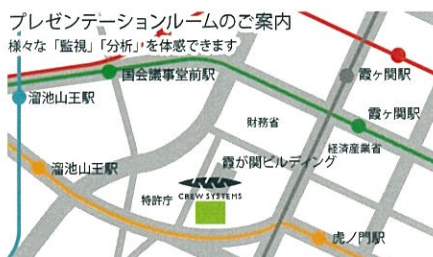 プレゼンテーションルームのご案内
様々な「監視」「分析」を体感できます
国会議事堂前駅
霞ヶ関駅
溜池山王駅
財務省
霞ヶ関駅
経済産業省
溜池山王駅
霞が関ビルディング
特許庁
CREW SYSTEMS
虎ノ門駅